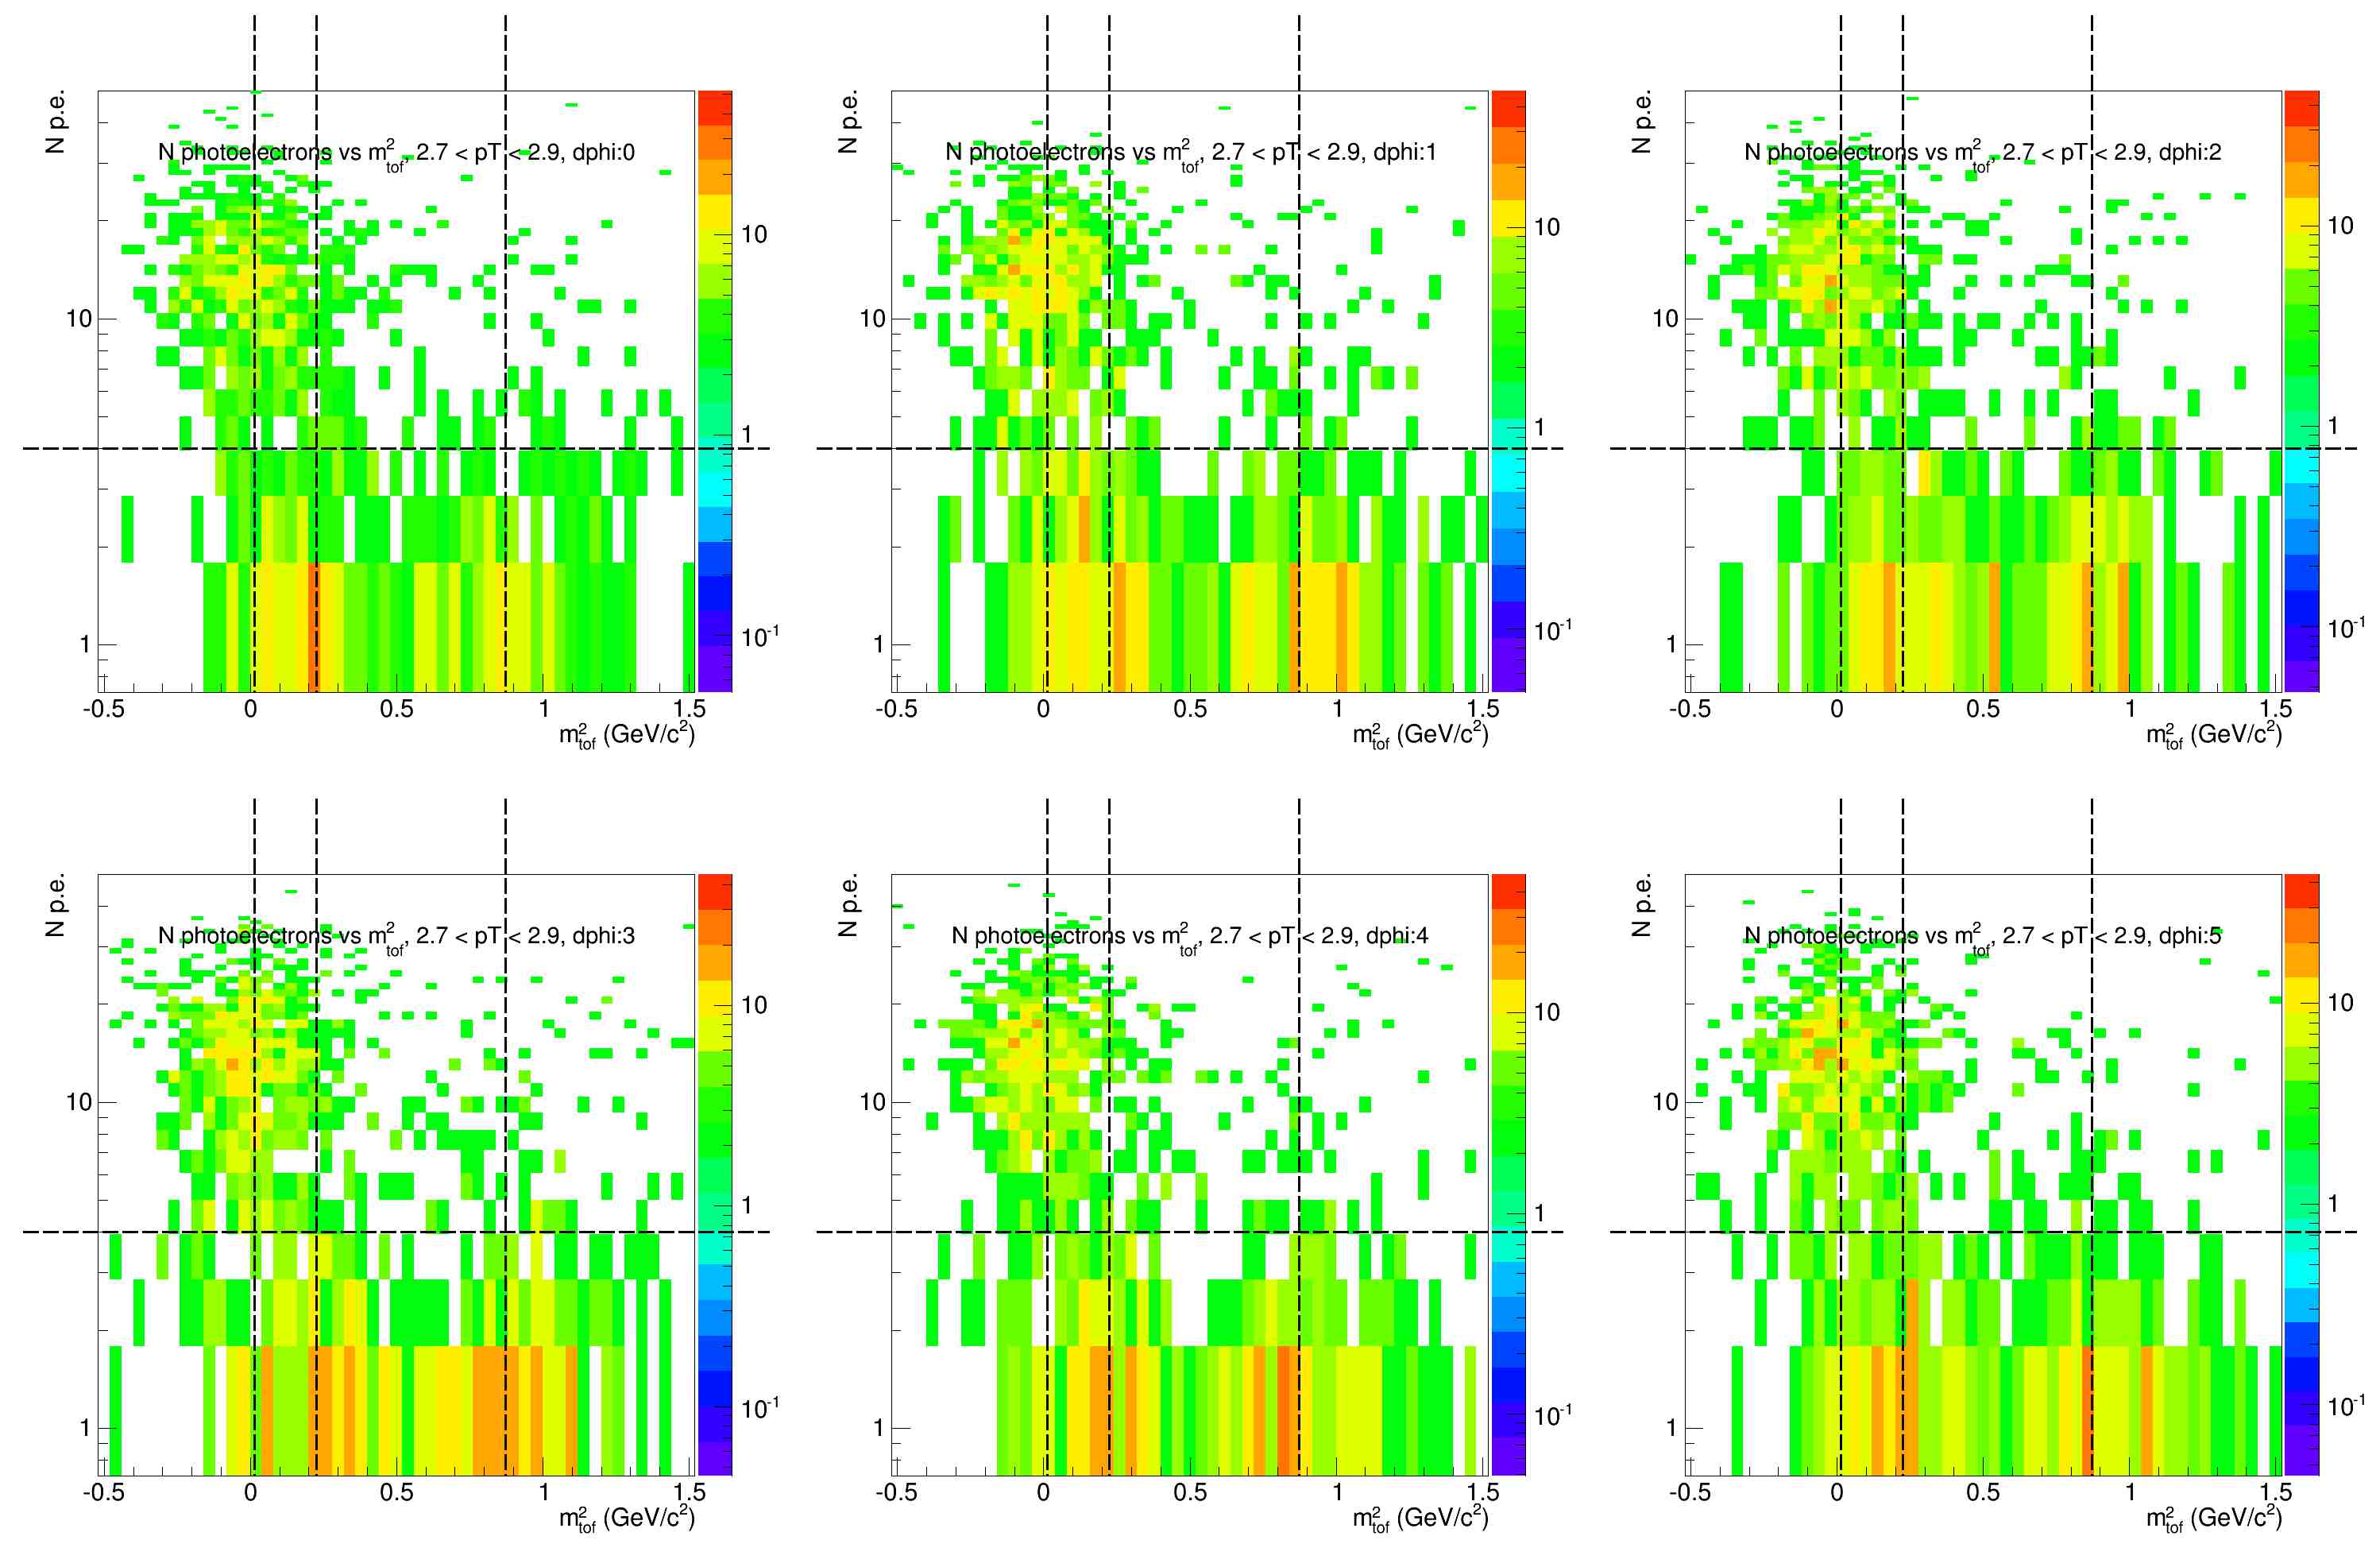 N p.e.
N photoelectrons vs m²tof, 2.7 < pT < 2.9, dphi:0
10
1
-0.5 0 0.5 1 1.5
m²tof (GeV/c²)
10
1
10⁻¹
N p.e.
N photoelectrons vs m²tof, 2.7 < pT < 2.9, dphi:1
10
1
-0.5 0 0.5 1 1.5
m²tof (GeV/c²)
10
1
10⁻¹
N p.e.
N photoelectrons vs m²tof, 2.7 < pT < 2.9, dphi:2
10
1
-0.5 0 0.5 1 1.5
m²tof (GeV/c²)
10
1
10⁻¹
N p.e.
N photoelectrons vs m²tof, 2.7 < pT < 2.9, dphi:3
10
1
-0.5 0 0.5 1 1.5
m²tof (GeV/c²)
10
1
10⁻¹
N p.e.
N photoelectrons vs m²tof, 2.7 < pT < 2.9, dphi:4
10
1
-0.5 0 0.5 1 1.5
m²tof (GeV/c²)
10
1
10⁻¹
N p.e.
N photoelectrons vs m²tof, 2.7 < pT < 2.9, dphi:5
10
1
-0.5 0 0.5 1 1.5
m²tof (GeV/c²)
10
1
10⁻¹